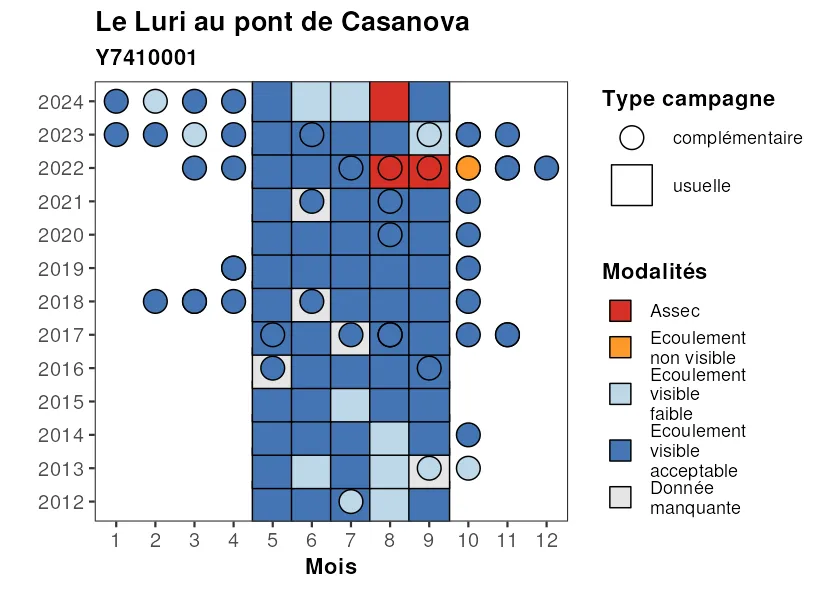 Le Luri au pont de Casanova
Y7410001
2024
2023
2022
2021
2020
2019
2018
2017
2016
2015
2014
2013
2012
1 2 3 4 5 6 7 8 9 10 11 12
Mois
Type campagne
complémentaire
usuelle
Modalités
Assec
Ecoulement
non visible
Ecoulement
visible
faible
Ecoulement
visible
acceptable
Donnée
manquante